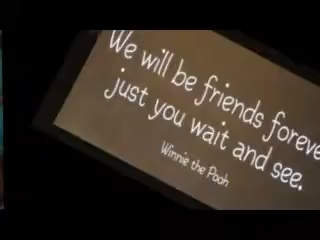 We will be friends foreve
just you wait and see.
Winnie the Pooh